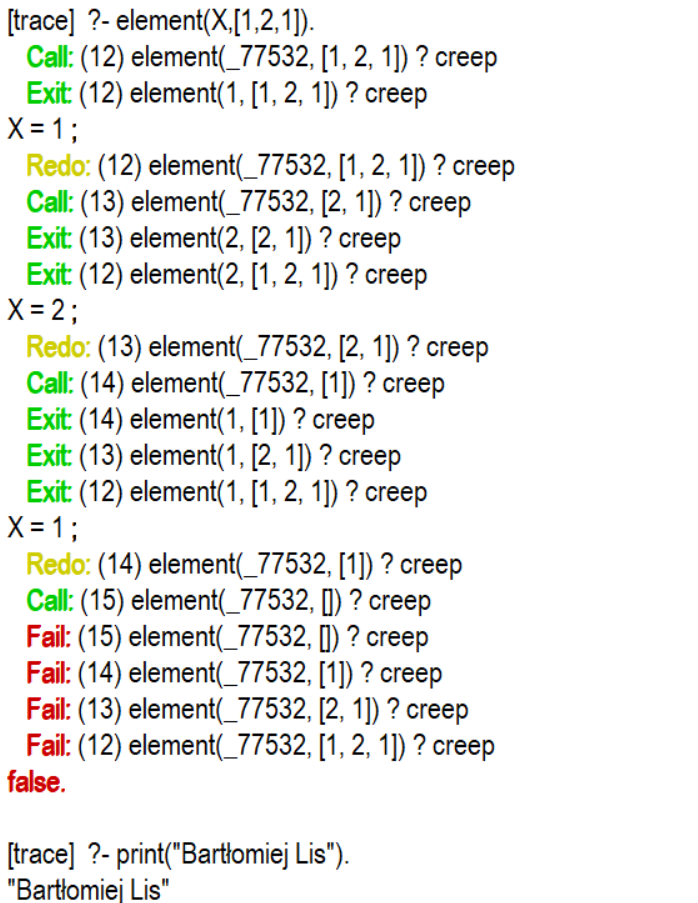 [trace]  ?- element(X,[1,2,1]).
Call: (12) element(_77532, [1, 2, 1]) ? creep
Exit: (12) element(1, [1, 2, 1]) ? creep
X = 1 ;
Redo: (12) element(_77532, [1, 2, 1]) ? creep
Call: (13) element(_77532, [2, 1]) ? creep
Exit: (13) element(2, [2, 1]) ? creep
Exit: (12) element(2, [1, 2, 1]) ? creep
X = 2 ;
Redo: (13) element(_77532, [2, 1]) ? creep
Call: (14) element(_77532, [1]) ? creep
Exit: (14) element(1, [1]) ? creep
Exit: (13) element(1, [2, 1]) ? creep
Exit: (12) element(1, [1, 2, 1]) ? creep
X = 1 ;
Redo: (14) element(_77532, [1]) ? creep
Call: (15) element(_77532, []) ? creep
Fail: (15) element(_77532, []) ? creep
Fail: (14) element(_77532, [1]) ? creep
Fail: (13) element(_77532, [2, 1]) ? creep
Fail: (12) element(_77532, [1, 2, 1]) ? creep
false.
[trace]  ?- print("Bartłomiej Lis").
"Bartłomiej Lis"